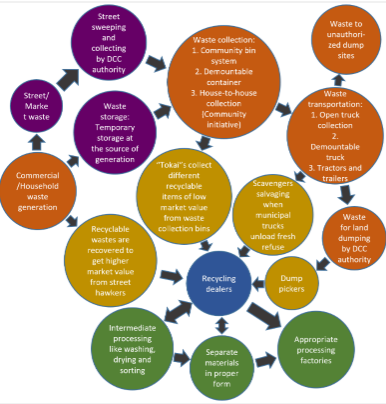 Street
sweeping
and
collecting
by DCC
authority
Waste collection:
1. Community bin
system
2. Demountable
container
3. House-to-house
collection
(Community
initiative)
Waste to
unauthori-
zed dump
sites
Street/
Marke
t waste
Waste
storage:
Temporary
storage at
the source of
generation
Waste
transportation:
1. Open truck
collection
2.
Demountable
truck
3. Tractors and
trailers
Commercial
/Household
waste
generation
"Tokai"s collect
different
recyclable
items of low
market value
from waste
collection bins
Scavengers
salvaging
when
municipal
trucks
unload fresh
refuse
Waste
for land
dumping
by DCC
authority
Recyclable
wastes are
recovered to
get higher
market value
from street
hawkers
Recycling
dealers
Dump
pickers
Intermediate
processing
like washing,
drying and
sorting
Separate
materials
in proper
form
Appropriate
processing
factories